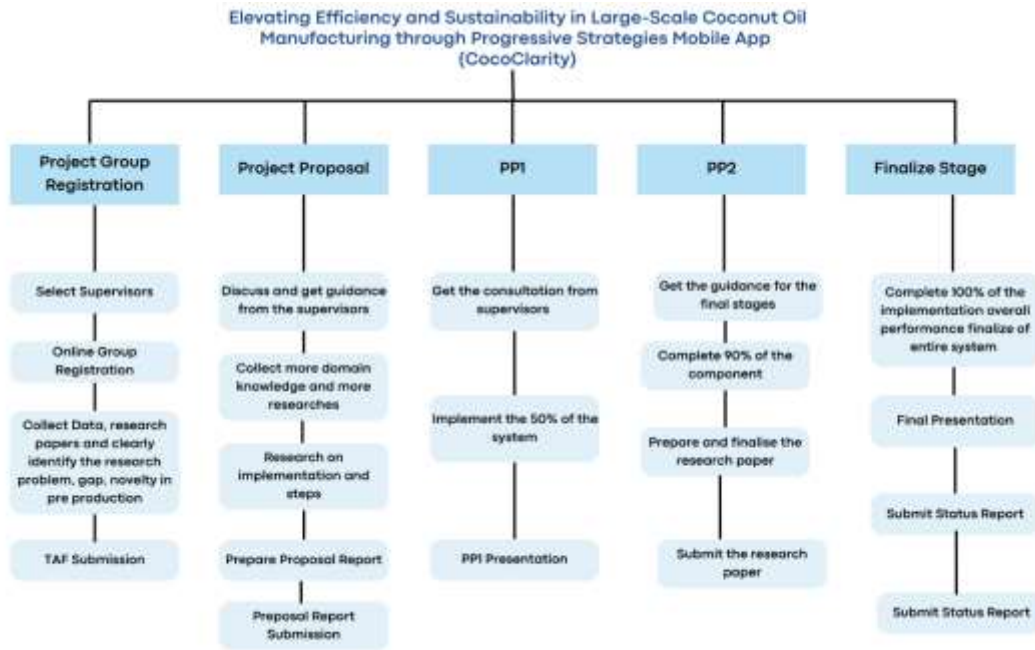 Elevating Efficiency and Sustainability in Large-Scale Coconut Oil
Manufacturing through Progressive Strategies Mobile App
(CocoClarity)
Project Group
Registration
Select Supervisors
Online Group
Registration
Collect Data, research
papers and clearly
identify the research
problem, gap, novelty in
pre production
TAF Submission
Project Proposal
Discuss and get guidance
from the supervisors
Collect more domain
knowledge and more
researches
Research on
implementation and
steps
Prepare Proposal Report
Preposal Report
Submission
PP1
Get the consultation from
supervisors
Implement the 50% of the
system
PP1 Presentation
PP2
Get the guidance for the
final stages
Complete 90% of the
component
Prepare and finalise the
research paper
Submit the research
paper
Finalize Stage
Complete 100% of the
implementation overall
performance finalize of
entire system
Final Presentation
Submit Status Report
Submit Status Report